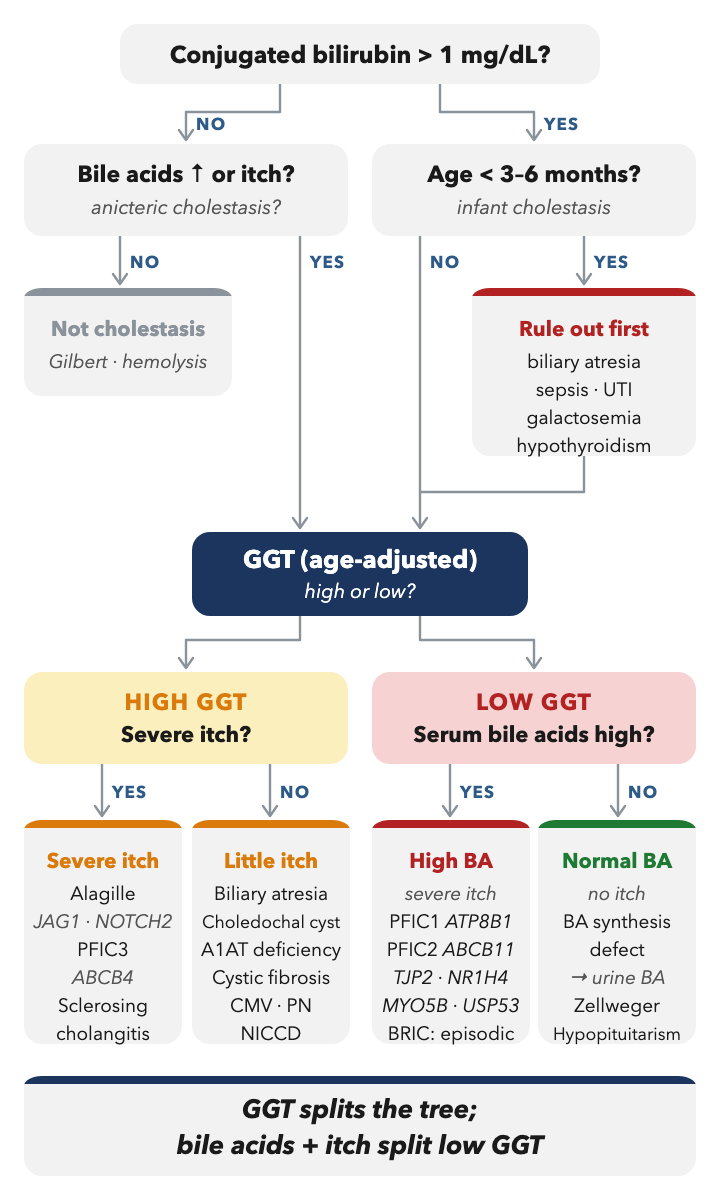 Conjugated bilirubin > 1 mg/dL?
NO
YES
Bile acids ↑ or itch?
anicteric cholestasis?
Age < 3–6 months?
infant cholestasis
NO
YES
NO
YES
Not cholestasis
Gilbert · hemolysis
Rule out first
biliary atresia
sepsis · UTI
galactosemia
hypothyroidism
GGT (age-adjusted)
high or low?
HIGH GGT
Severe itch?
LOW GGT
Serum bile acids high?
YES
NO
YES
NO
Severe itch
Alagille
JAG1 · NOTCH2
PFIC3
ABCB4
Sclerosing
cholangitis
Little itch
Biliary atresia
Choledochal cyst
A1AT deficiency
Cystic fibrosis
CMV · PN
NICCD
High BA
severe itch
PFIC1 ATP8B1
PFIC2 ABCB11
TJP2 · NR1H4
MYO5B · USP53
BRIC: episodic
Normal BA
no itch
BA synthesis
defect
→ urine BA
Zellweger
Hypopituitarism
GGT splits the tree;
bile acids + itch split low GGT